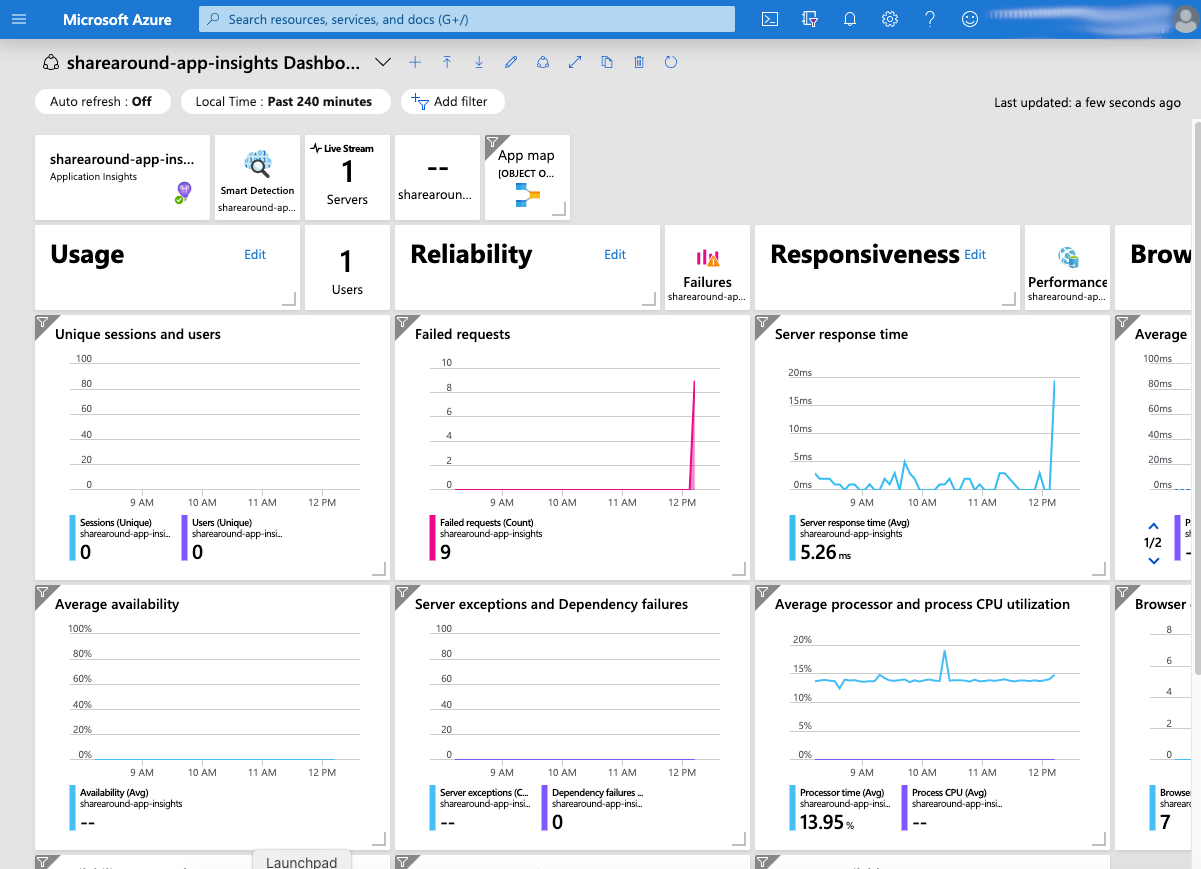 Microsoft Azure
Search resources, services, and docs (G+/)
sharearound-app-insights Dashbo...
Auto refresh : Off
Local Time : Past 240 minutes
Add filter
Last updated: a few seconds ago
sharearound-app-ins...
Application Insights
Smart Detection
sharearound-ap...
Live Stream
1
Servers
--
sharearoun...
App map
[OBJECT O...
Usage
Edit
1
Users
Reliability
Edit
Failures
sharearound-ap...
Responsiveness
Edit
Performance
sharearound-ap...
Brow
Unique sessions and users
100
80
60
40
20
0
9 AM
10 AM
11 AM
12 PM
Sessions (Unique)
sharearound-app-insi...
0
Users (Unique)
sharearound-app-insi...
0
Failed requests
10
8
6
4
2
0
9 AM
10 AM
11 AM
12 PM
Failed requests (Count)
sharearound-app-insights
9
Server response time
20ms
15ms
10ms
5ms
0ms
9 AM
10 AM
11 AM
12 PM
Server response time (Avg)
sharearound-app-insights
5.26 ms
Average
100ms
80ms
60ms
40ms
20ms
0ms
1/2
Average availability
100%
80%
60%
40%
20%
0%
9 AM
10 AM
11 AM
12 PM
Availability (Avg)
sharearound-app-insights
--
Server exceptions and Dependency failures
100
80
60
40
20
0
9 AM
10 AM
11 AM
12 PM
Server exceptions (C...
sharearound-app-insi...
--
Dependency failures ...
sharearound-app-insi...
0
Average processor and process CPU utilization
20%
15%
10%
5%
0%
9 AM
10 AM
11 AM
12 PM
Processor time (Avg)
sharearound-app-insi...
13.95 %
Process CPU (Avg)
sharearound-app-insi...
--
Browser
8
6
4
2
0
Browse
sharearo
7
Launchpad